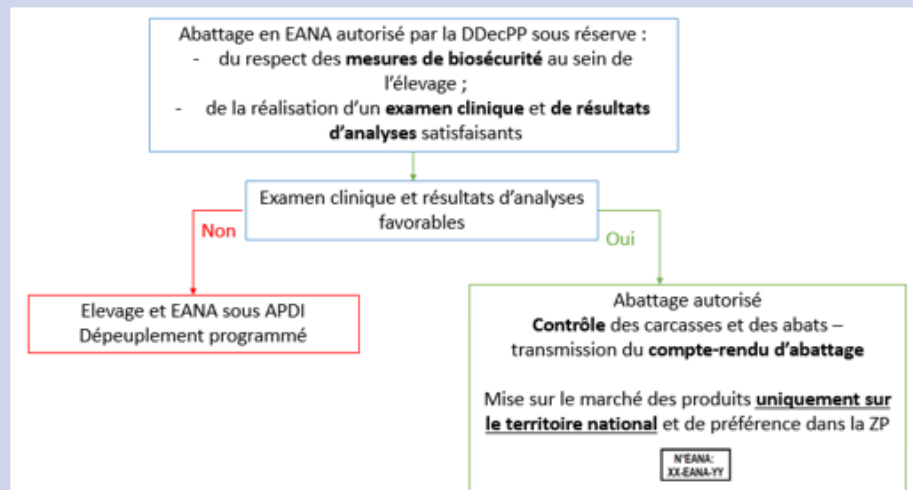 Abattage en EANA autorisé par la DDecPP sous réserve :
- du respect des mesures de biosécurité au sein de
l'élevage ;
- de la réalisation d'un examen clinique et de résultats
d'analyses satisfaisants
Examen clinique et résultats d'analyses
favorables
Non
Oui
Elevage et EANA sous APDI
Dépeuplement programmé
Abattage autorisé
Contrôle des carcasses et des abats –
transmission du compte-rendu d'abattage
Mise sur le marché des produits uniquement sur
le territoire national et de préférence dans la ZP
N°EANA:
XX-EANA-YY